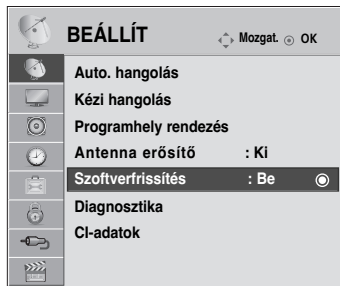 BEÁLLÍT Mozgat. OK
Auto. hangolás
Kézi hangolás
Programhely rendezés
Antenna erősítő : Ki
Szoftverfrissítés : Be
Diagnosztika
CI-adatok